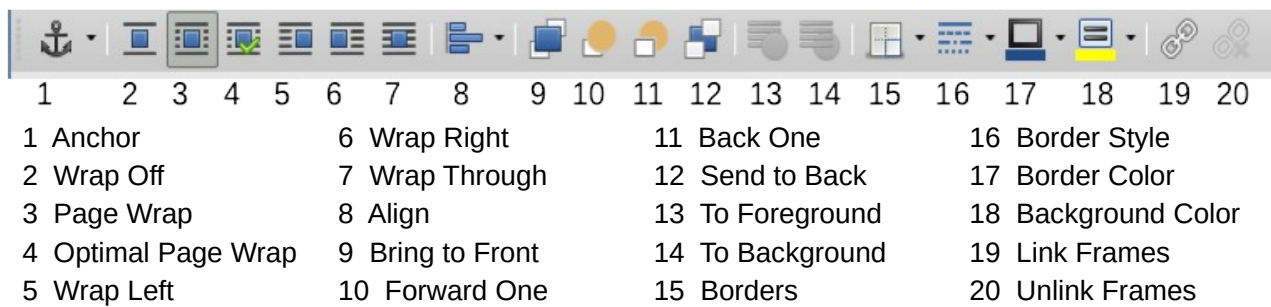 1 2 3 4 5 6 7 8 9 10 11 12 13 14 15 16 17 18 19 20
1 Anchor
2 Wrap Off
3 Page Wrap
4 Optimal Page Wrap
5 Wrap Left
6 Wrap Right
7 Wrap Through
8 Align
9 Bring to Front
10 Forward One
11 Back One
12 Send to Back
13 To Foreground
14 To Background
15 Borders
16 Border Style
17 Border Color
18 Background Color
19 Link Frames
20 Unlink Frames